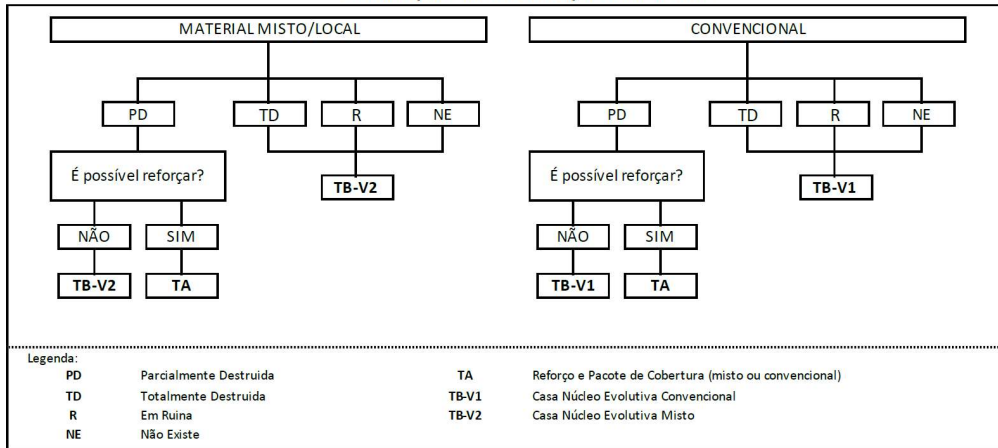 MATERIAL MISTO/LOCAL
PD
TD
R
NE
É possível reforçar?
TB-V2
NÃO
SIM
TB-V2
TA
CONVENCIONAL
PD
TD
R
NE
É possível reforçar?
TB-V1
NÃO
SIM
TB-V1
TA
Legenda:
PD Parcialmente Destruida
TD Totalmente Destruida
R Em Ruina
NE Não Existe
TA Reforço e Pacote de Cobertura (misto ou convencional)
TB-V1 Casa Núcleo Evolutiva Convencional
TB-V2 Casa Núcleo Evolutiva Misto